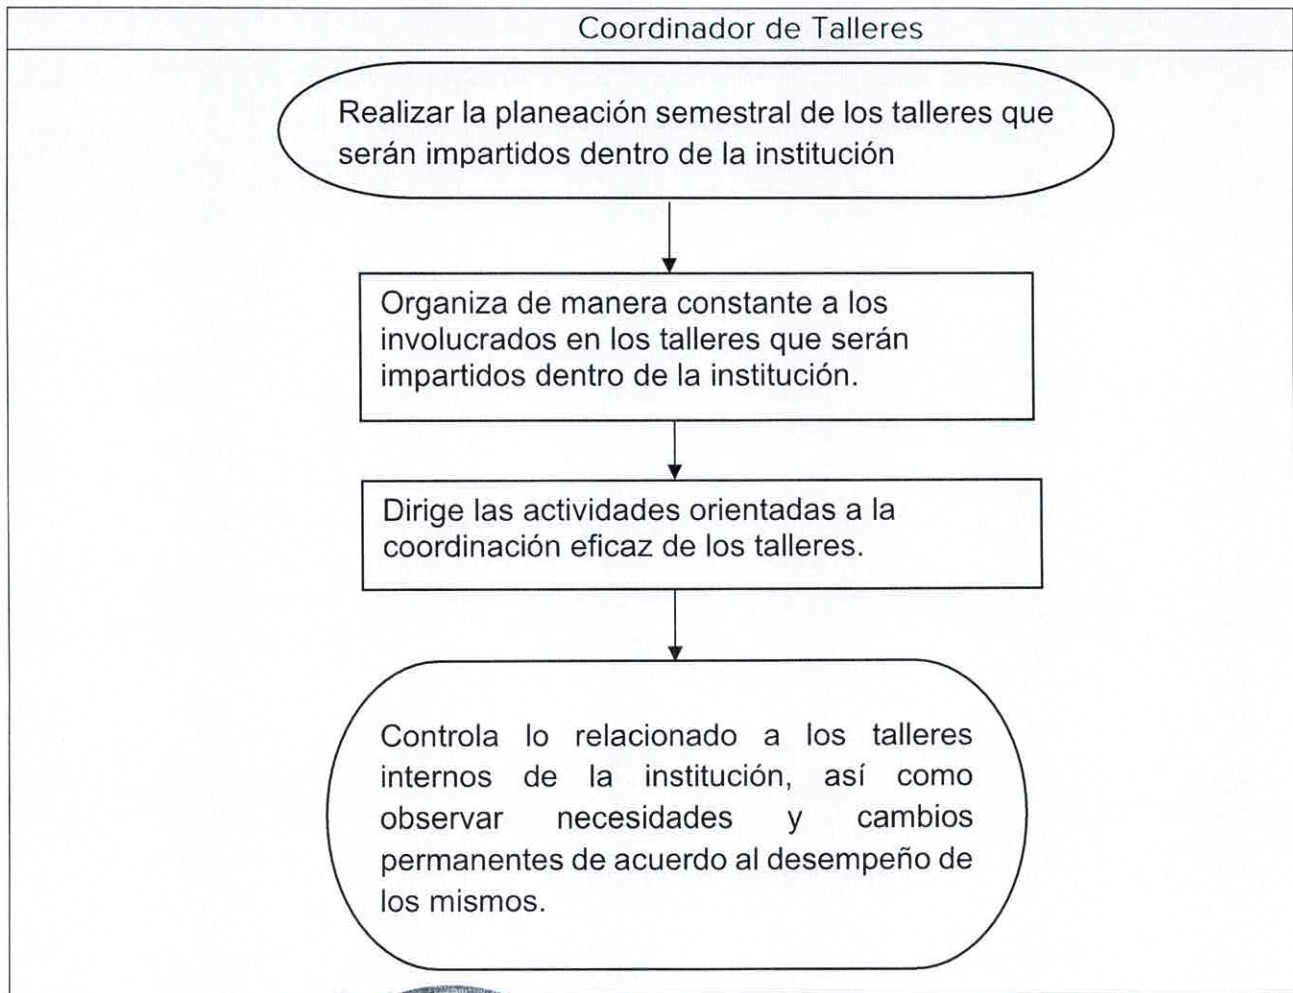 Coordinador de Talleres
Realizar la planeación semestral de los talleres que
serán impartidos dentro de la institución
Organiza de manera constante a los
involucrados en los talleres que serán
impartidos dentro de la institución.
Dirige las actividades orientadas a la
coordinación eficaz de los talleres.
Controla lo relacionado a los talleres
internos de la institución, así como
observar necesidades y cambios
permanentes de acuerdo al desempeño de
los mismos.